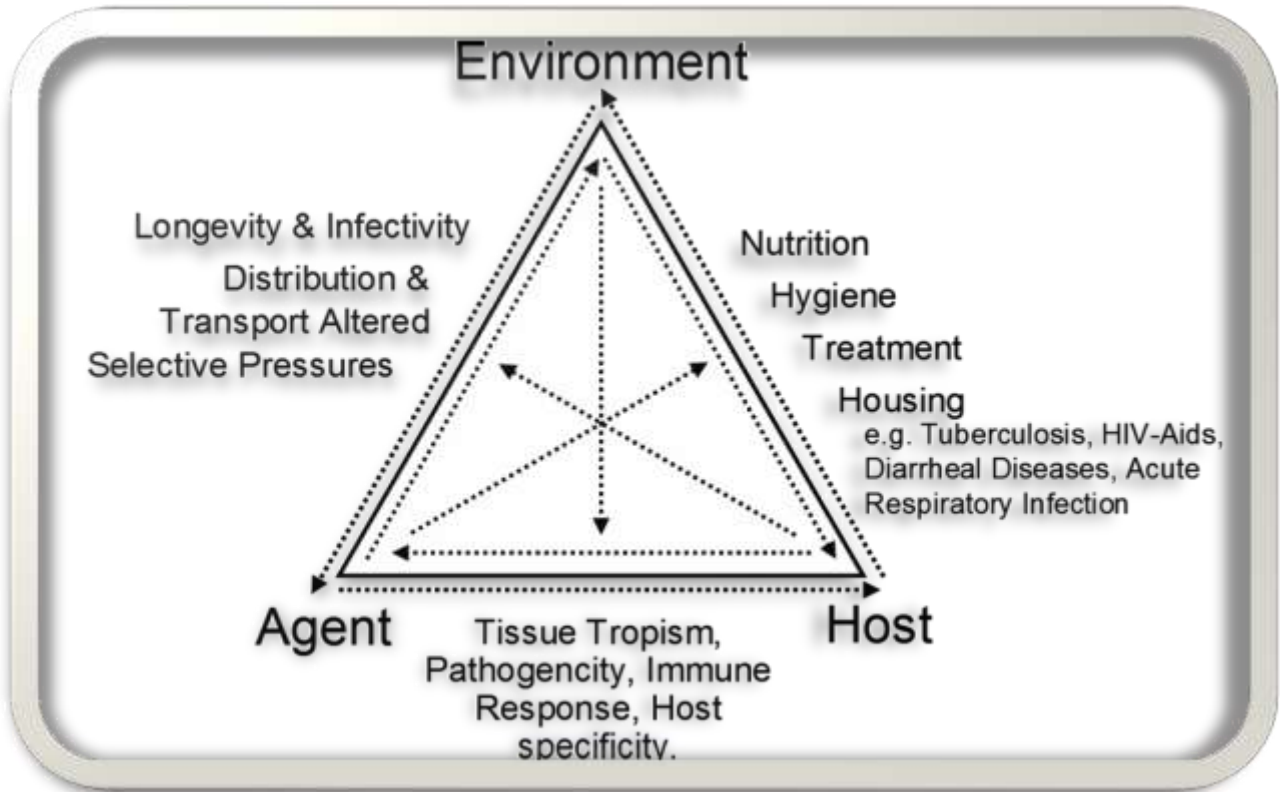 Environment
Longevity & Infectivity
Distribution &
Transport Altered
Selective Pressures
Nutrition
Hygiene
Treatment
Housing
e.g. Tuberculosis, HIV-Aids,
Diarrheal Diseases, Acute
Respiratory Infection
Agent
Host
Tissue Tropism,
Pathogencity, Immune
Response, Host
specificity.